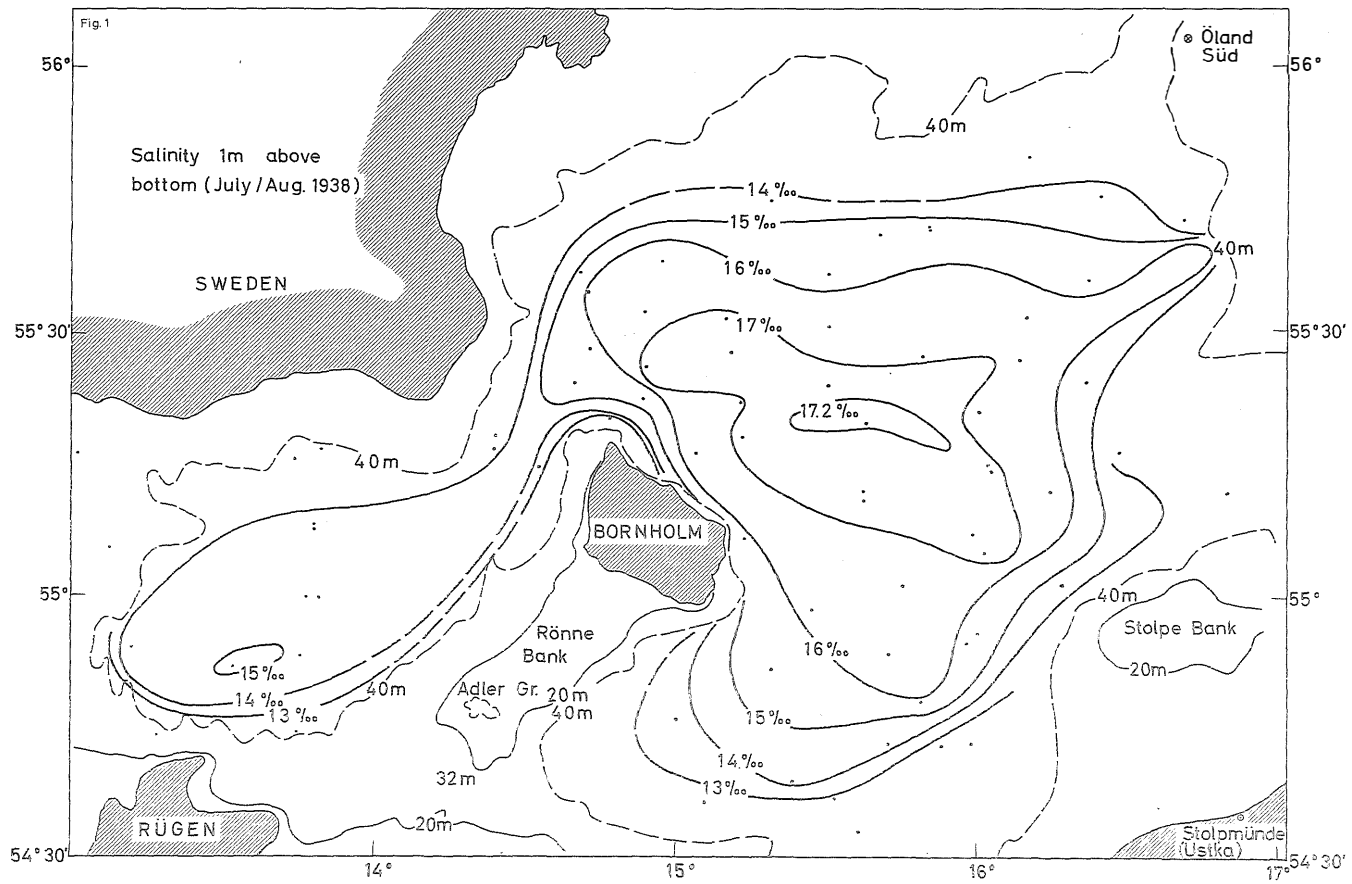 Fig.1
Öland
Süd
56°
56°
40m
Salinity 1m above
bottom (July/Aug. 1938)
14‰
15‰
40m
16‰
SWEDEN
55°30'
17‰
55°30'
17.2‰
40m
BORNHOLM
55°
40m
55°
Stolpe Bank
Rönne
Bank
16‰
20m
15‰
40m
Adler Gr.
20m
14‰
13‰
40m
15‰
14‰
13‰
32m
20m
RÜGEN
Stolpmünde
(Ustka)
54°30'
14°
15°
16°
17°
54°30'